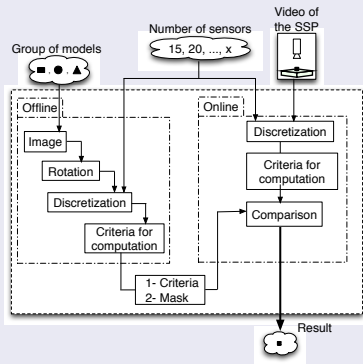 Number of sensors
Video of
the SSP
Group of models
15, 20, ..., x
Offline
Online
Image
Rotation
Discretization
Criteria for
computation
Discretization
Criteria for
computation
Comparison
1- Criteria
2- Mask
Result